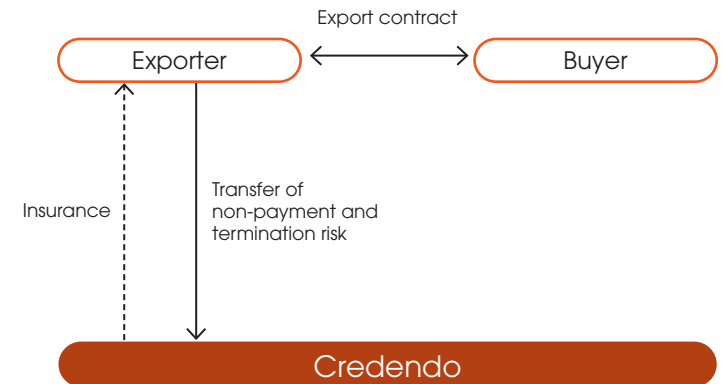 Export contract
Exporter
Buyer
Insurance
Transfer of
non-payment and
termination risk
Credendo